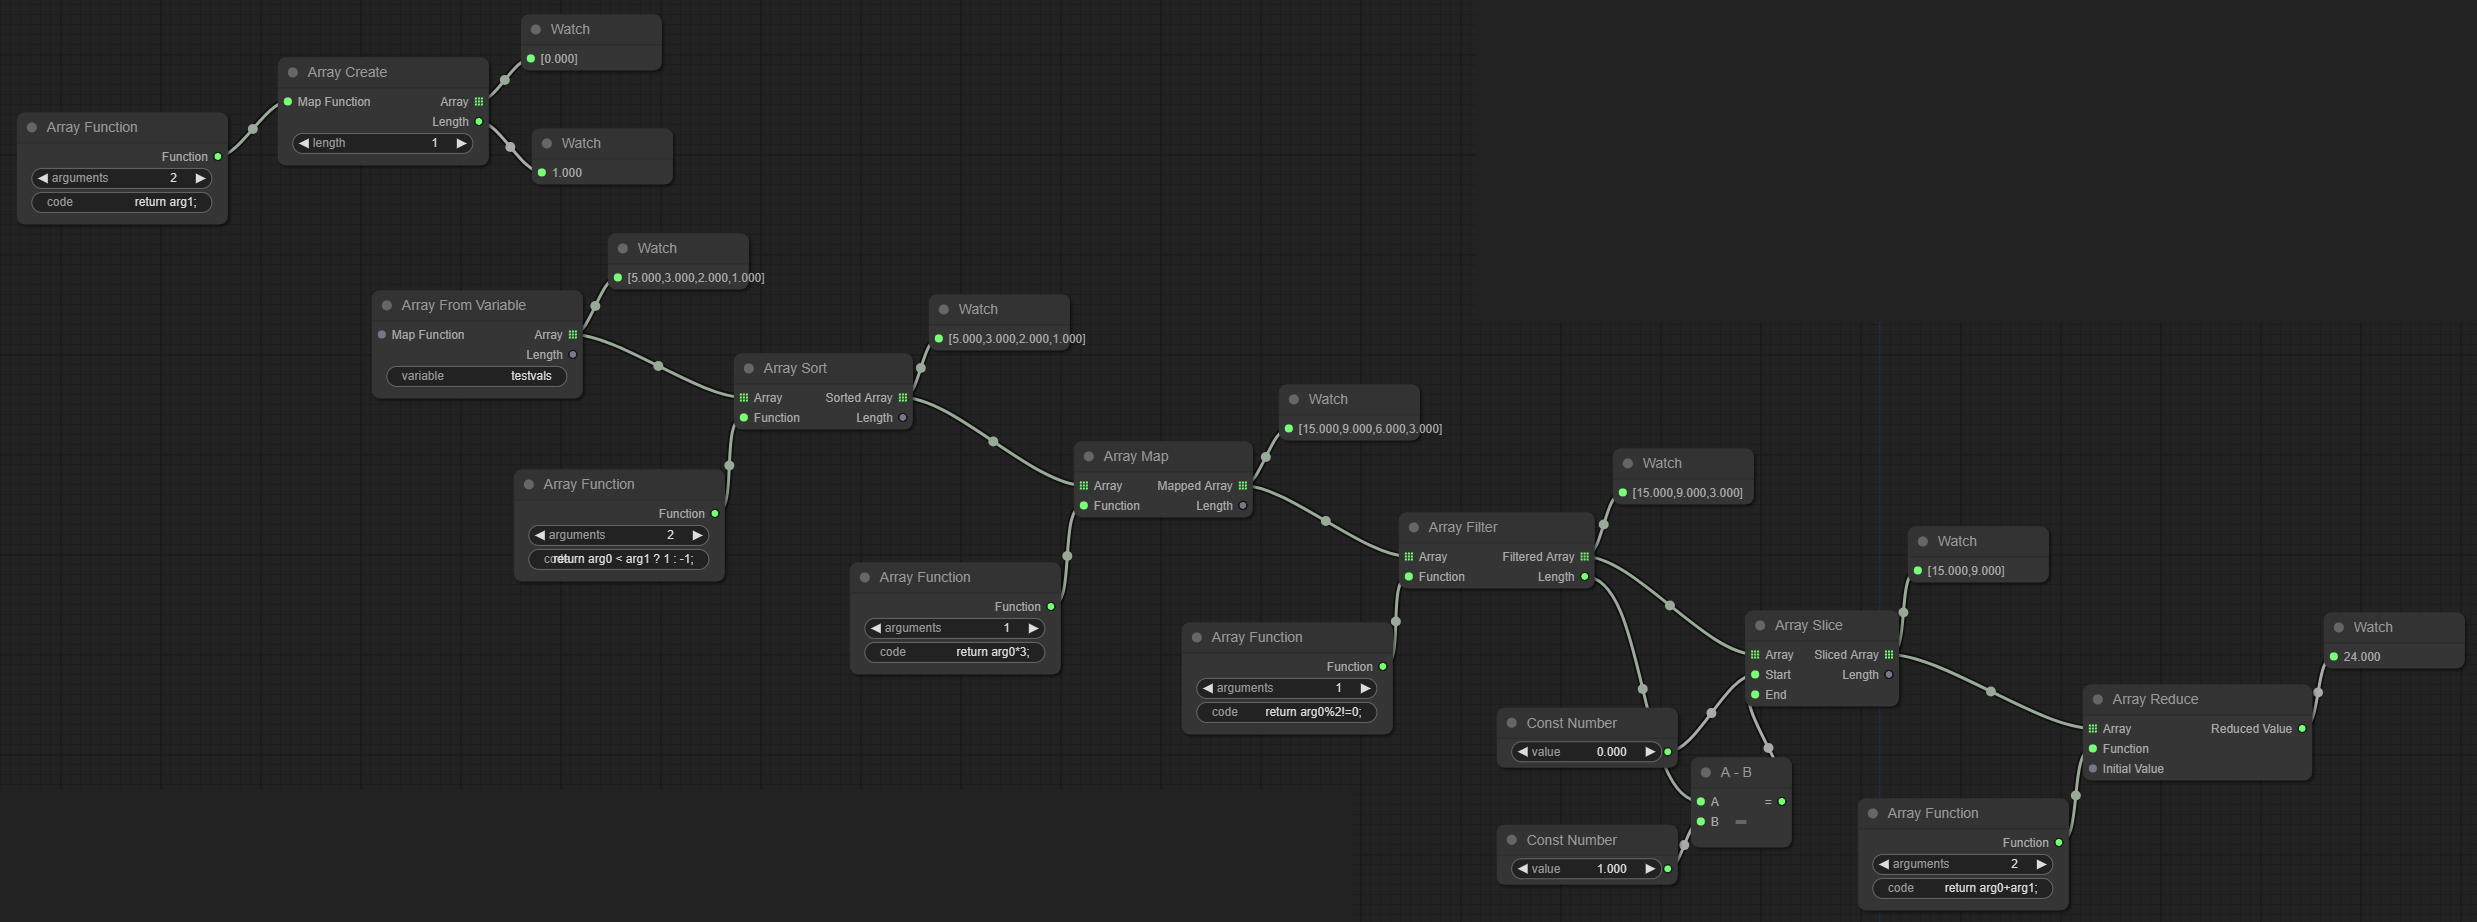 Watch
[0.000]
Array Create
Map Function Array
Length
length 1
Watch
1.000
Array Function
Function
arguments 2
code return arg1;
Watch
[5.000,3.000,2.000,1.000]
Array From Variable
Map Function Array
Length
variable testvals
Watch
[5.000,3.000,2.000,1.000]
Array Sort
Array Sorted Array
Function Length
Array Function
Function
arguments 2
code return arg0 < arg1 ? 1 : -1;
Watch
[15.000,9.000,6.000,3.000]
Array Map
Array Mapped Array
Function Length
Array Function
Function
arguments 1
code return arg0*3;
Watch
[15.000,9.000,3.000]
Array Filter
Array Filtered Array
Function Length
Array Function
Function
arguments 1
code return arg0%2!=0;
Watch
[15.000,9.000]
Array Slice
Array Sliced Array
Start Length
End
Const Number
value 0.000
A - B
A =
B
Const Number
value 1.000
Watch
24.000
Array Reduce
Array Reduced Value
Function
Initial Value
Array Function
Function
arguments 2
code return arg0+arg1;